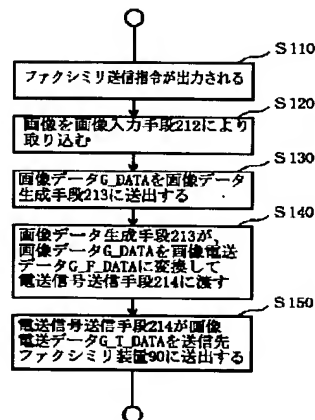 S110
ファクシミリ送信指令が出力される
S120
画像を画像入力手段212により
取り込む
S130
画像データG_DATAを画像データ
生成手段213に送出する
S140
画像データ生成手段213が、
画像データG_DATAを画像電送
データG_F_DATAに変換して
電送信号送信手段214に渡す
S150
電送信号送信手段214が画像
電送データG_T_DATAを送信先
ファクシミリ装置90に送出する